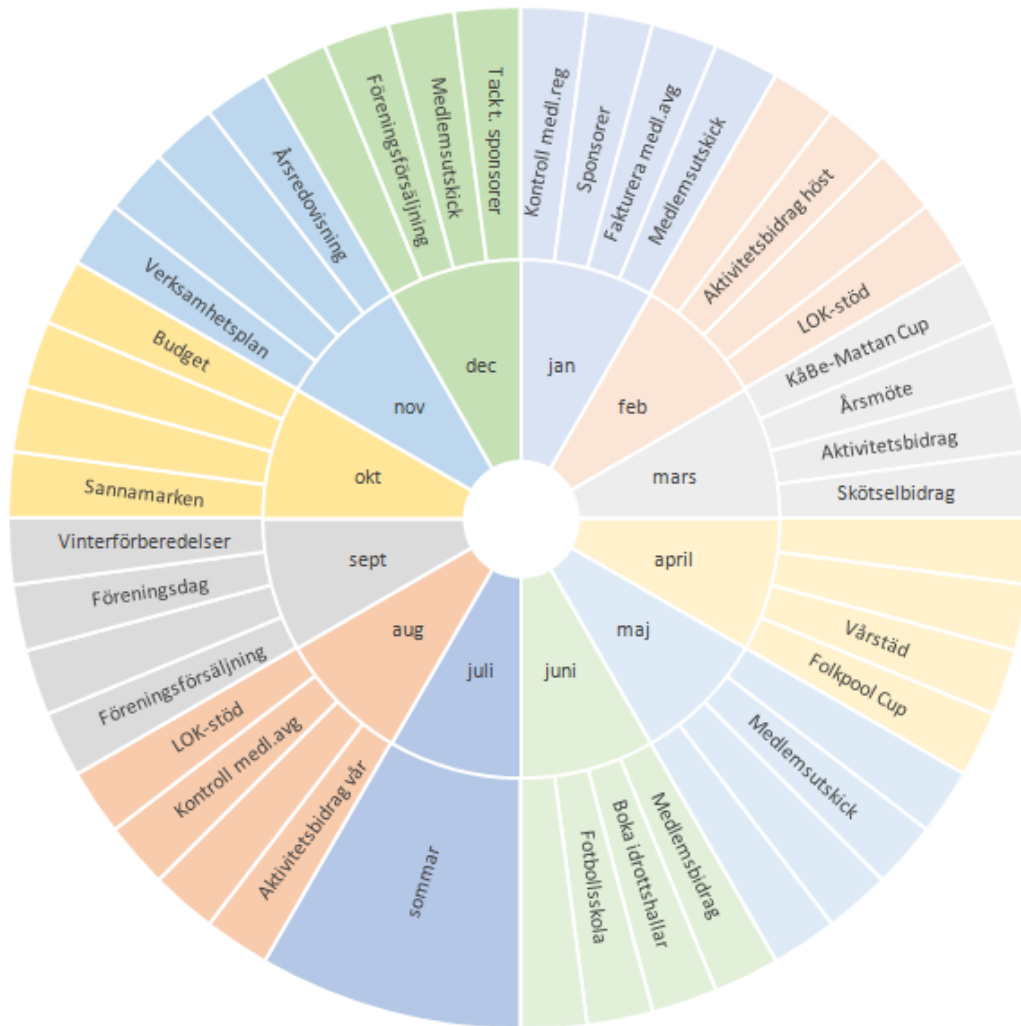 jan
Kontroll medl.reg
Sponsorer
Fakturera medl.avg
Medlemsutskick
feb
Aktivitetsbidrag höst
LOK-stöd
mars
KåBe-Mattan Cup
Årsmöte
Aktivitetsbidrag
Skötselbidrag
april
Vårstäd
Folkpool Cup
maj
Medlemsutskick
juni
Medlemsbidrag
Boka idrottshallar
Fotbollsskola
juli
sommar
aug
Aktivitetsbidrag vår
Kontroll medl.avg
LOK-stöd
sept
Föreningsförsäljning
Föreningsdag
Vinterförberedelser
okt
Sannamarken
Budget
nov
Verksamhetsplan
Årsredovisning
dec
Föreningsförsäljning
Medlemsutskick
Tack t. sponsorer